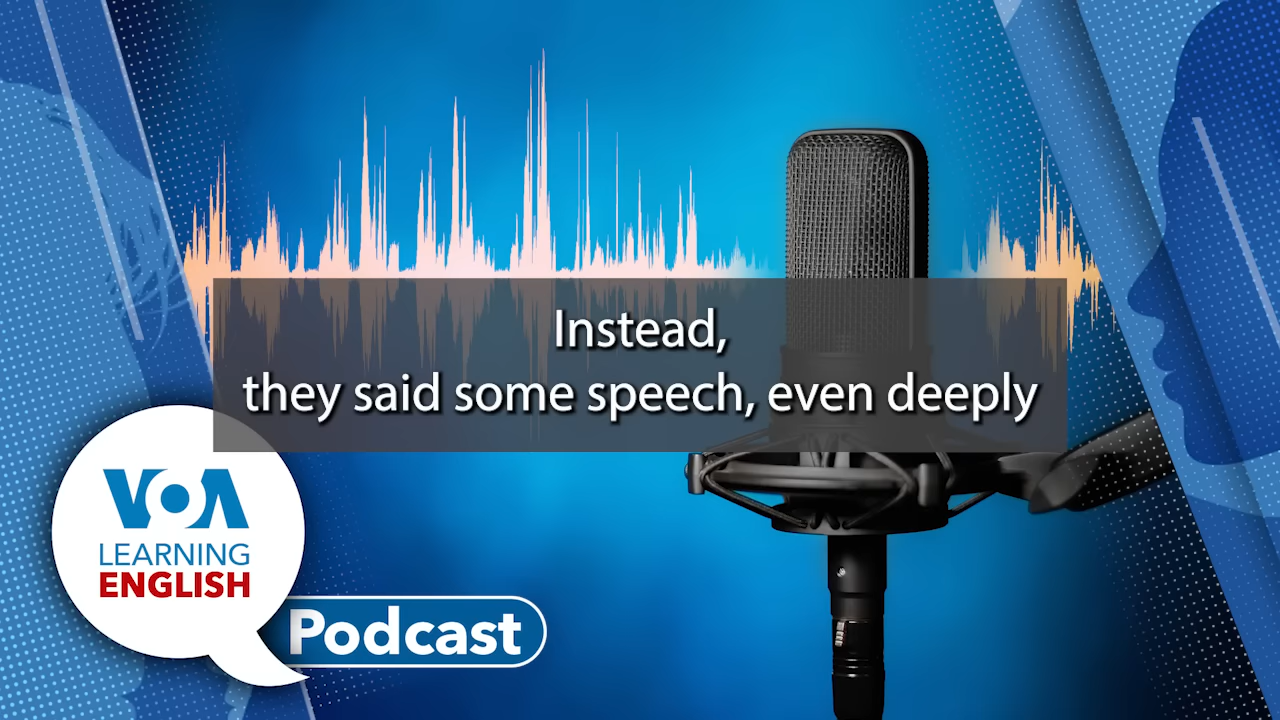 Instead,
they said some speech, even deeply
VOA
LEARNING
ENGLISH
Podcast